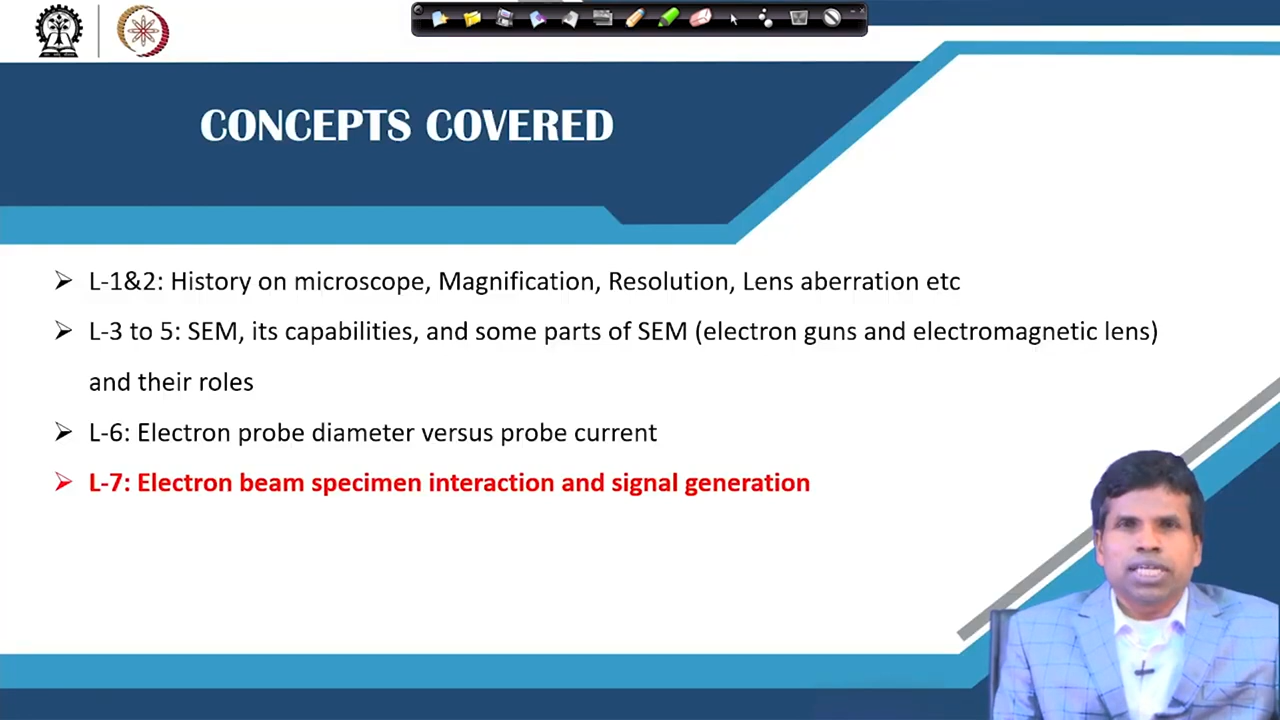 CONCEPTS COVERED
➢ L-1&2: History on microscope, Magnification, Resolution, Lens aberration etc
➢ L-3 to 5: SEM, its capabilities, and some parts of SEM (electron guns and electromagnetic lens)
and their roles
➢ L-6: Electron probe diameter versus probe current
➢ L-7: Electron beam specimen interaction and signal generation